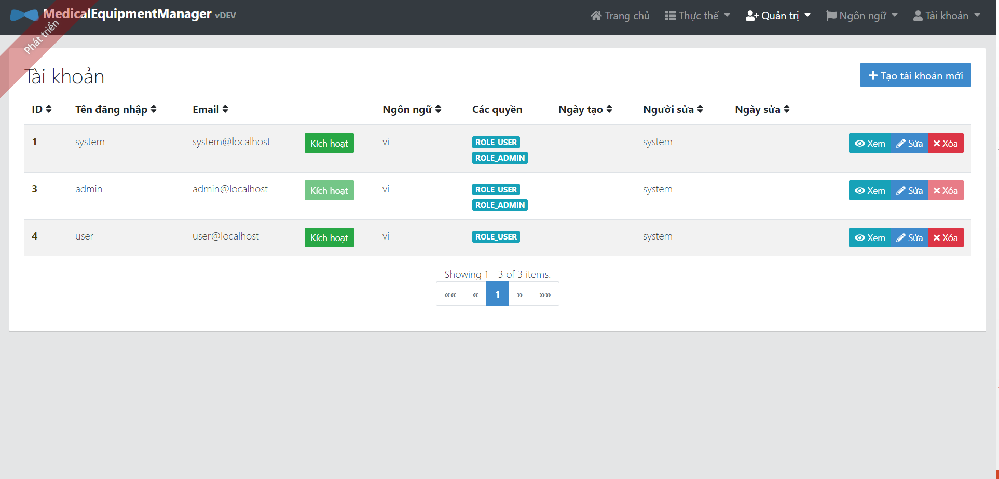 MedicalEquipmentManager vDEV
Trang chủ Thực thể Quản trị Ngôn ngữ Tài khoản
Phát triển
Tài khoản
Tạo tài khoản mới
ID Tên đăng nhập Email Ngôn ngữ Các quyền Ngày tạo Người sửa Ngày sửa
1 system system@localhost Kích hoạt vi ROLE_USER system Xem Sửa Xóa
ROLE_ADMIN
3 admin admin@localhost Kích hoạt vi ROLE_USER system Xem Sửa Xóa
ROLE_ADMIN
4 user user@localhost Kích hoạt vi ROLE_USER system Xem Sửa Xóa
Showing 1 - 3 of 3 items.
«« « 1 » »»